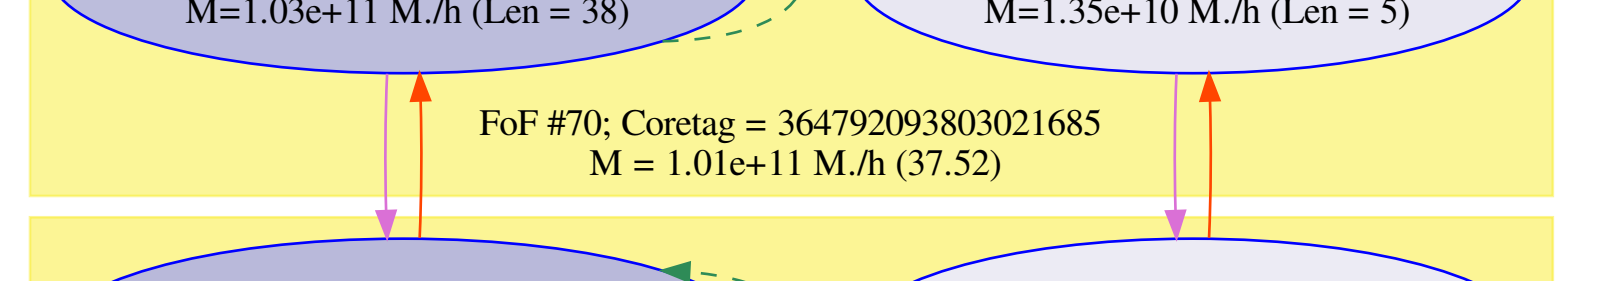 M=1.03e+11 M./h (Len = 38)
M=1.35e+10 M./h (Len = 5)
FoF #70; Coretag = 364792093803021685
M = 1.01e+11 M./h (37.52)